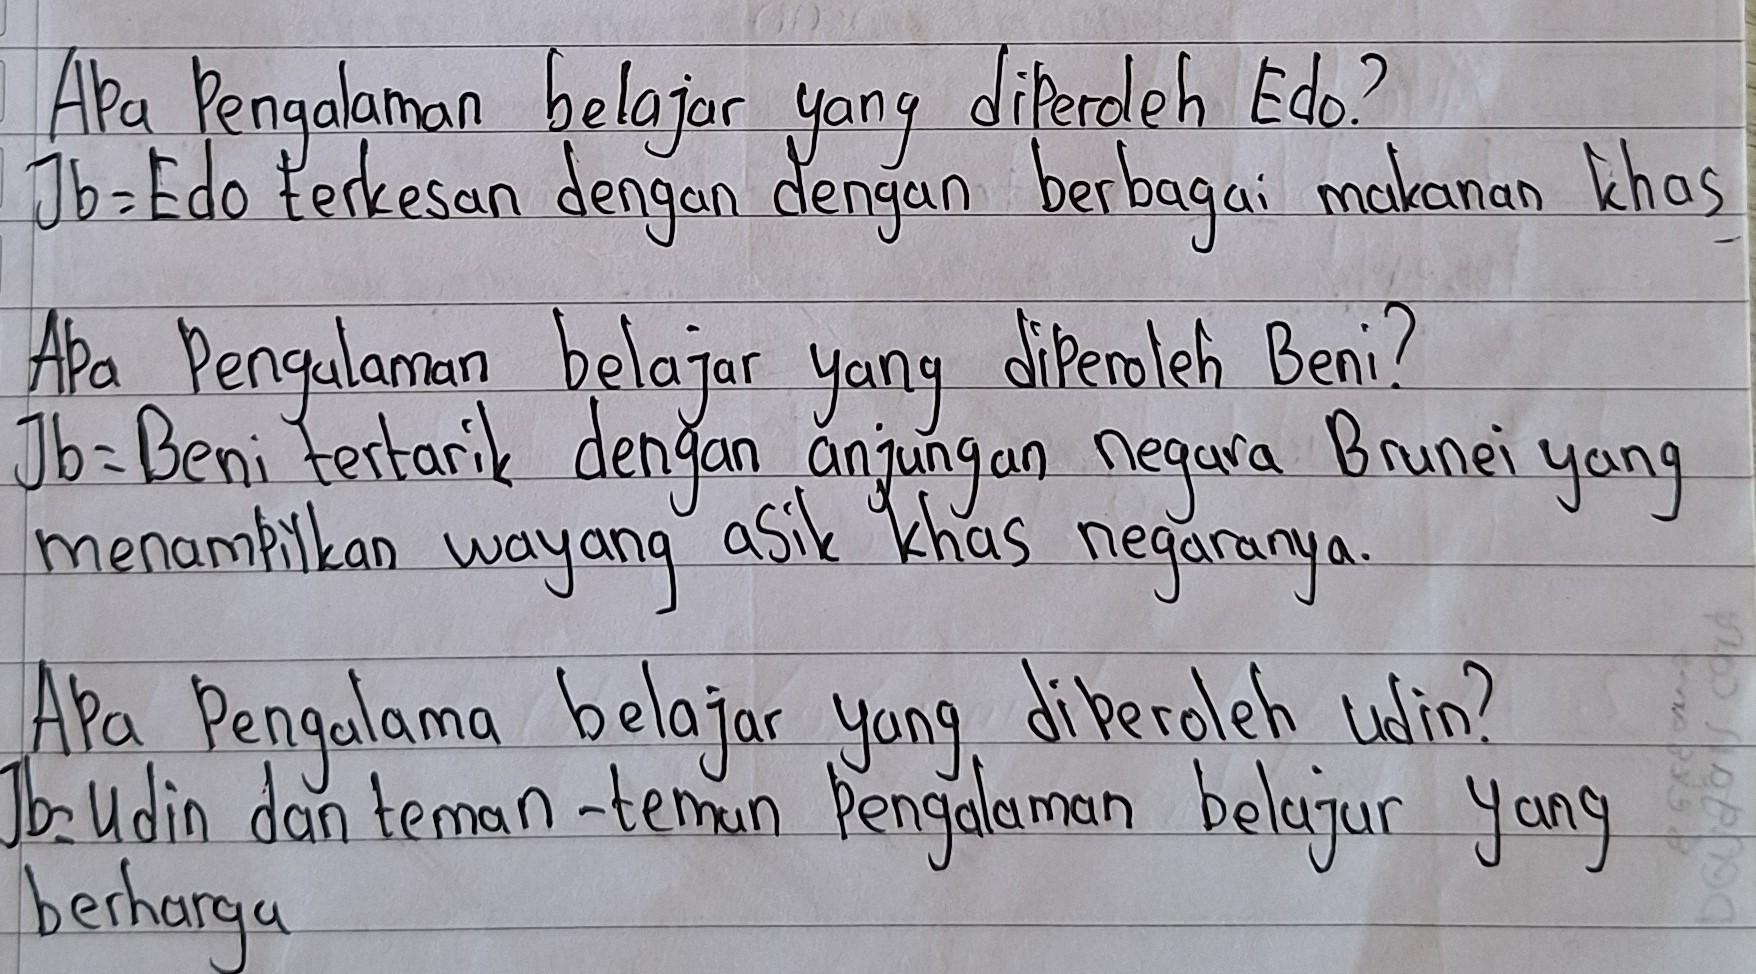 Apa Pengalaman belajar yang diPeroleh Edo.?
Jb=Edo terkesan dengan dengan berbagai makanan khas
Apa Pengalaman belajar yang diPeroleh Beni?
Jb=Beni tertarik dengan anjungan negara Brunei yang
menampilkan wayang asik khas negaranya.
Apa Pengalama belajar yang diperoleh udin?
Jb=Udin dan teman-teman Pengalaman belajar yang
berharga